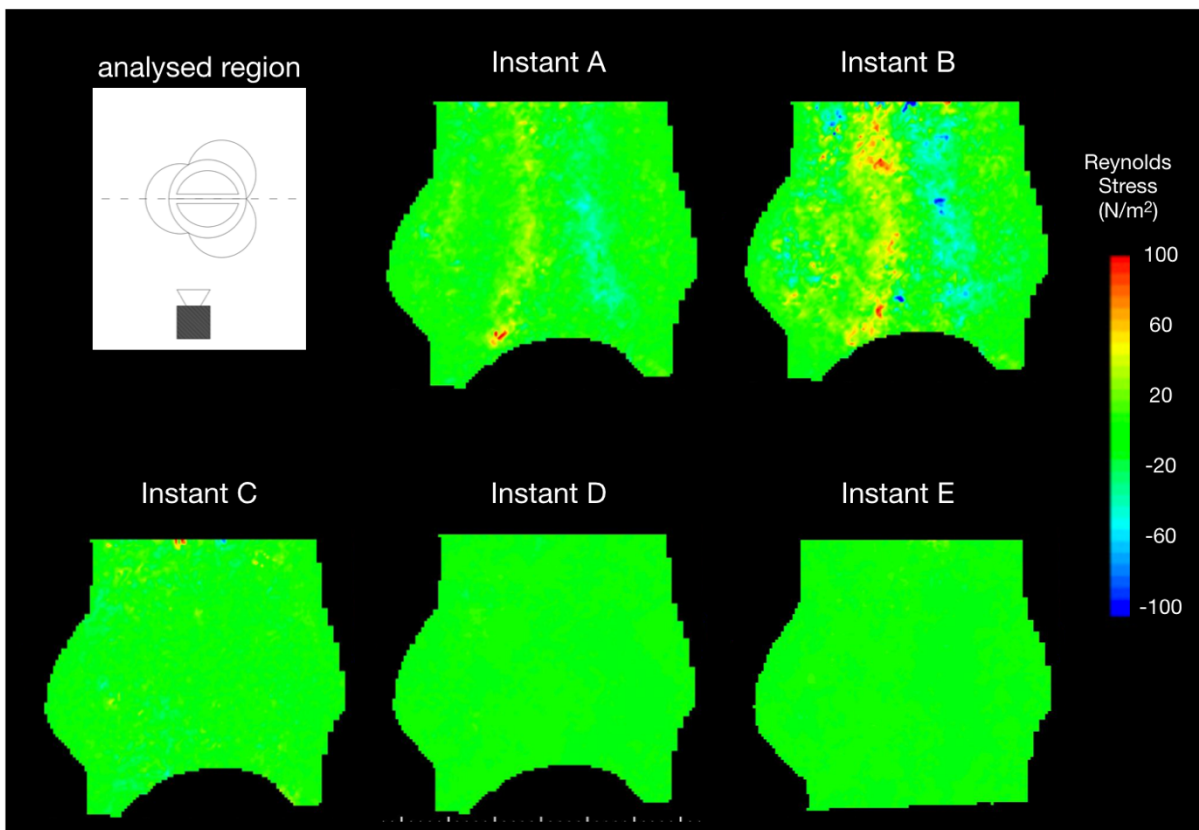 analysed region
Instant A
Instant B
Reynolds
Stress
(N/m²)
100
60
20
-20
-60
-100
Instant C
Instant D
Instant E